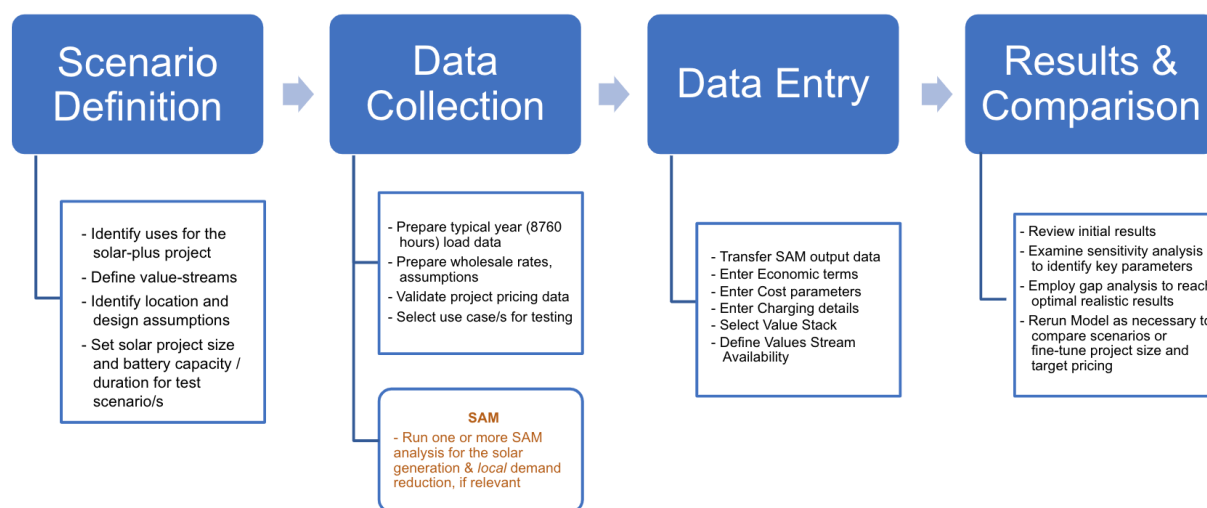 Scenario
Definition
Data
Collection
Data Entry
Results &
Comparison
- Identify uses for the
solar-plus project
- Define value-streams
- Identify location and
design assumptions
- Set solar project size
and battery capacity /
duration for test
scenario/s
- Prepare typical year (8760
hours) load data
- Prepare wholesale rates,
assumptions
- Validate project pricing data
- Select use case/s for testing
SAM
- Run one or more SAM
analysis for the solar
generation & local demand
reduction, if relevant
- Transfer SAM output data
- Enter Economic terms
- Enter Cost parameters
- Enter Charging details
- Select Value Stack
- Define Values Stream
Availability
- Review initial results
- Examine sensitivity analysis
to identify key parameters
- Employ gap analysis to reach
optimal realistic results
- Rerun Model as necessary to
compare scenarios or
fine-tune project size and
target pricing